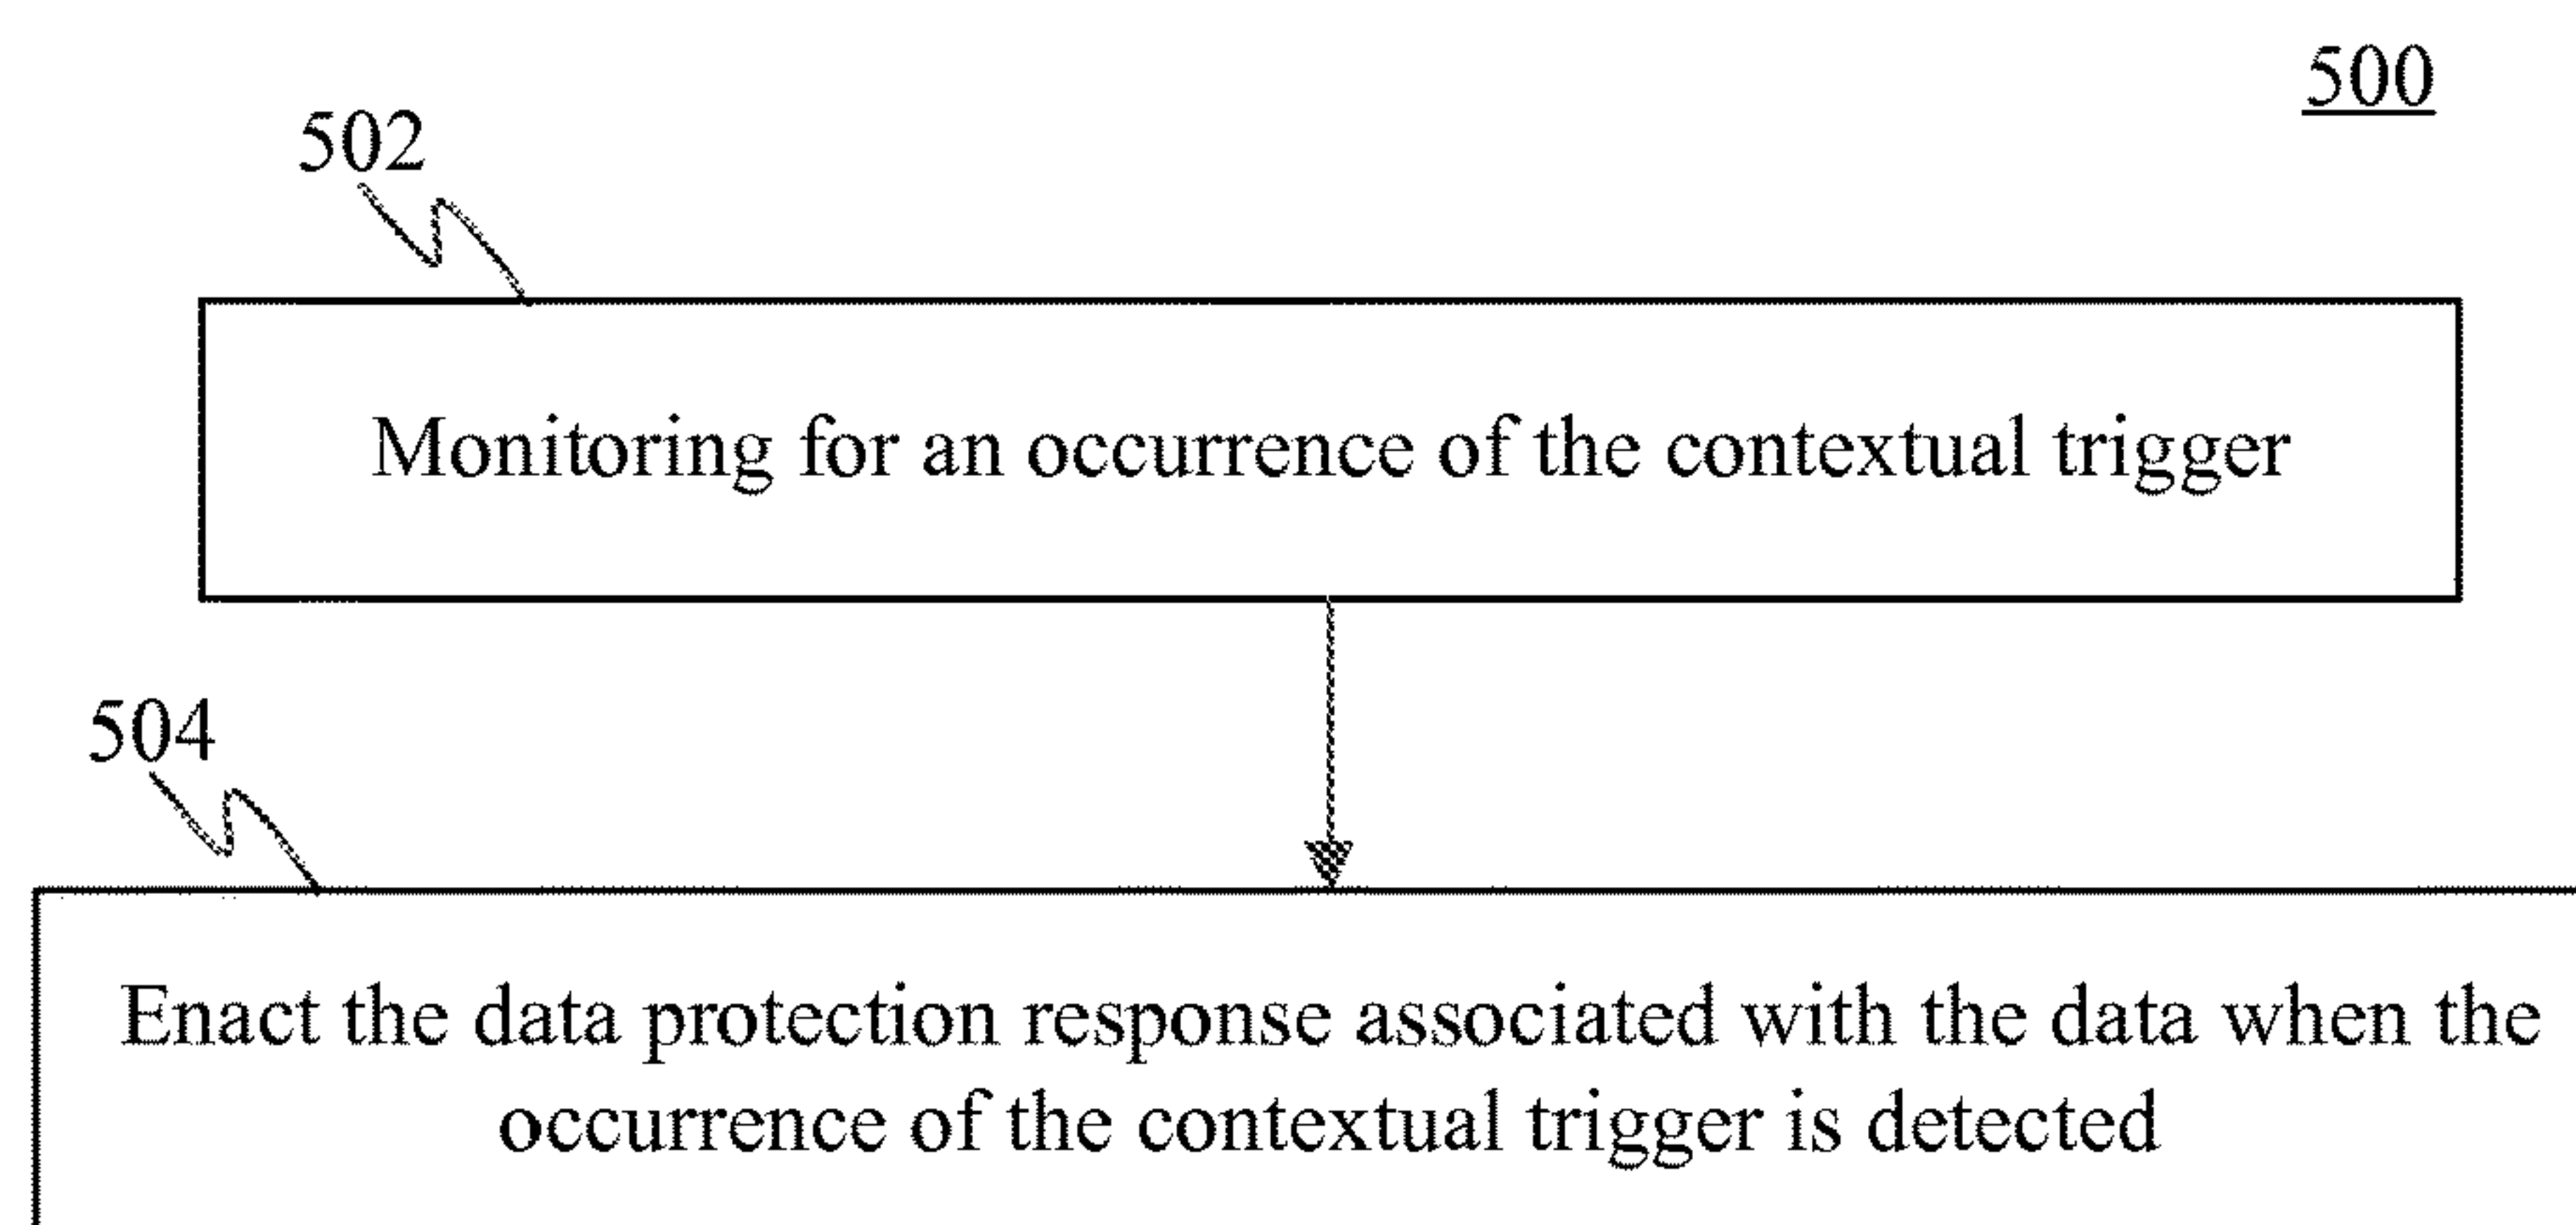 500
502
Monitoring for an occurrence of the contextual trigger
504
Enact the data protection response associated with the data when the
occurrence of the contextual trigger is detected